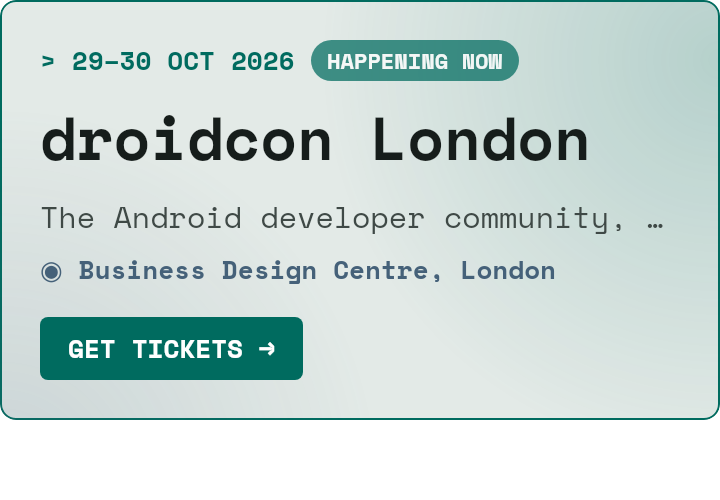 > 29–30 OCT 2026 HAPPENING NOW
droidcon London
The Android developer community, …
◉ Business Design Centre, London
GET TICKETS →